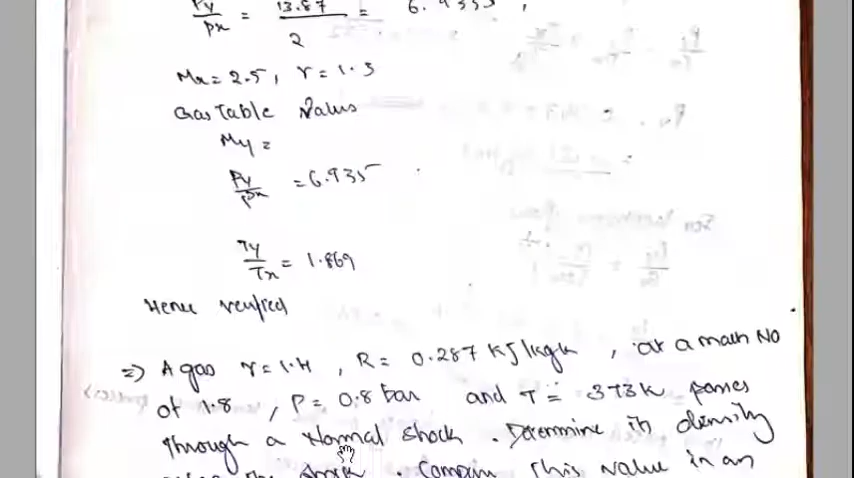 Py/Px = 13.87/2 = 6.9355,
Mx = 2.5, γ = 1.3
Gas Table Values
My =
Py/Px = 6.935
Ty/Tx = 1.869
Hence verified
=> A gas γ = 1.4, R = 0.287 KJ/kgk, at a mach No
of 1.8, P = 0.8 bar and T = 373K passes
through a Normal shock. Determine its density
shock. Compare This value in an